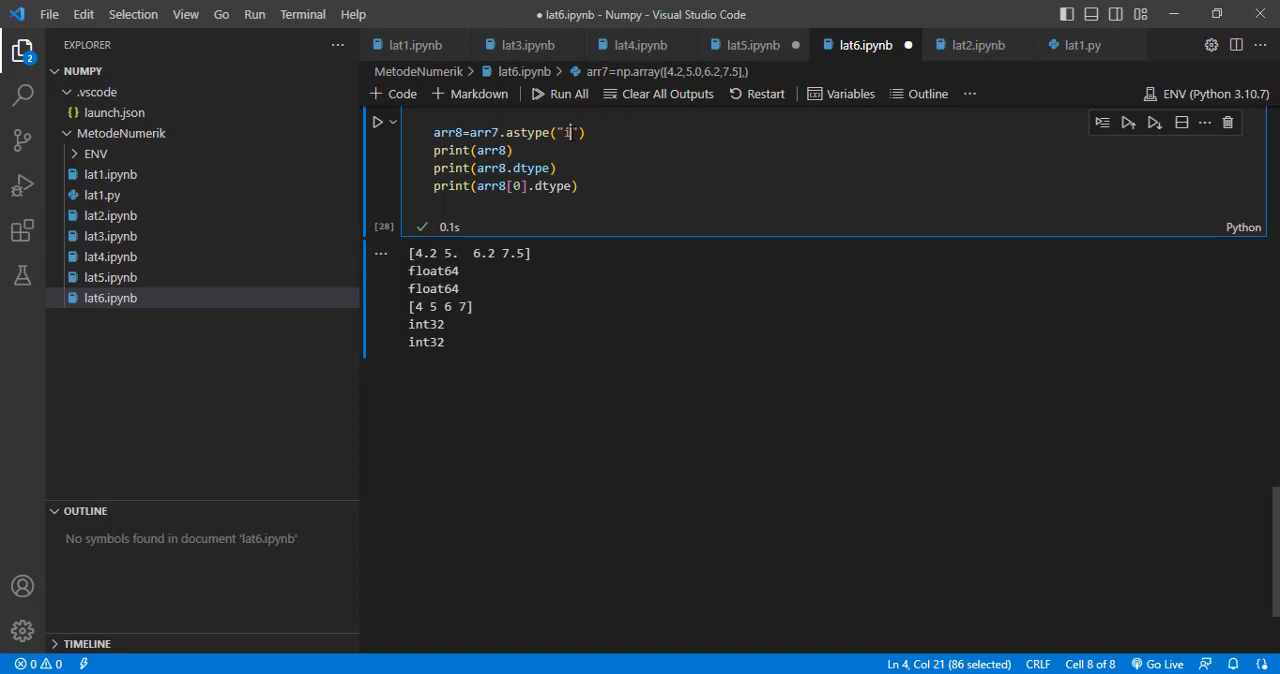 File Edit Selection View Go Run Terminal Help ● lat6.ipynb - Numpy - Visual Studio Code
EXPLORER
2
NUMPY
.vscode
{} launch.json
MetodeNumerik
ENV
lat1.ipynb
lat1.py
lat2.ipynb
lat3.ipynb
lat4.ipynb
lat5.ipynb
lat6.ipynb
OUTLINE
No symbols found in document 'lat6.ipynb'
TIMELINE
lat1.ipynb lat3.ipynb lat4.ipynb lat5.ipynb ● lat6.ipynb ● lat2.ipynb lat1.py
MetodeNumerik > lat6.ipynb > arr7=np.array([4.2,5.0,6.2,7.5],)
+ Code + Markdown Run All Clear All Outputs Restart Variables Outline ··· ENV (Python 3.10.7)
arr8=arr7.astype("i")
print(arr8)
print(arr8.dtype)
print(arr8[0].dtype)
[28] ✓ 0.1s Python
[4.2 5.  6.2 7.5]
float64
float64
[4 5 6 7]
int32
int32
0 0 Ln 4, Col 21 (86 selected) CRLF Cell 8 of 8 Go Live